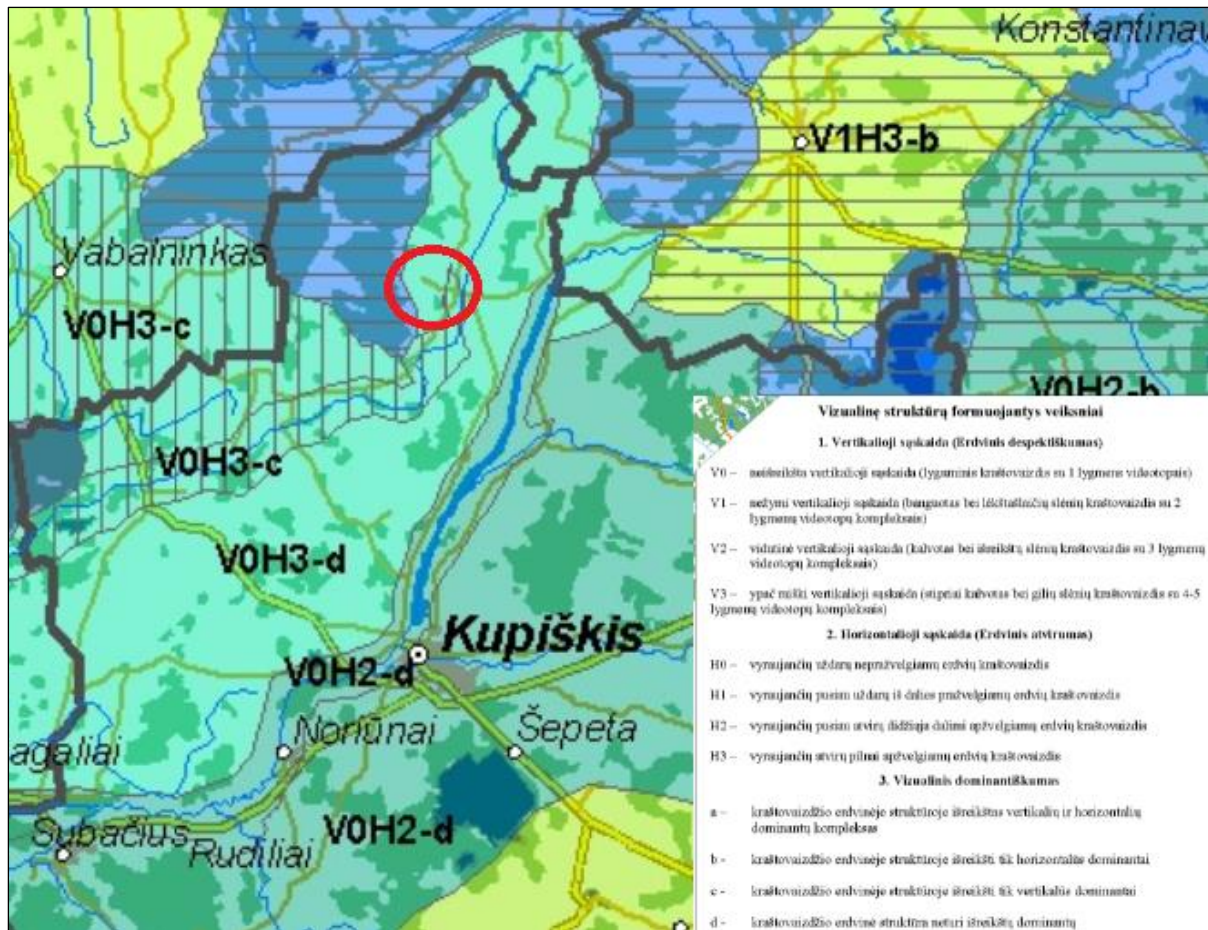 Konstantinav
V1H3-b
Vabalninkas
V0H3-c
V0H2-b
V0H3-c
V0H3-d
Kupiškis
V0H2-d
Noriūnai
Šepeta
agaliai
Subačius
Rudiliai
V0H2-d
Vizualinę struktūrą formuojantys veiksniai
1. Vertikalioji sąskaida (Erdvinis despektiškumas)
V0 – neišreikšta vertikalioji sąskaida (lyguminis kraštovaizdis su 1 lygmens videotopais)
V1 – nežymi vertikalioji sąskaida (banguotas bei lėkštašlaičių slėnių kraštovaizdis su 2
lygmenų videotopų kompleksais)
V2 – vidutinė vertikalioji sąskaida (kalvotas bei išreikštų slėnių kraštovaizdis su 3 lygmenų
videotopų kompleksais)
V3 – ypač raiški vertikalioji sąskaida (stipriai kalvotas bei gilių slėnių kraštovaizdis su 4-5
lygmenų videotopų kompleksais)
2. Horizontalioji sąskaida (Erdvinis atvirumas)
H0 – vyraujančių uždarų nepražvelgiamų erdvių kraštovaizdis
H1 – vyraujančių pusiau uždarų iš dalies pražvelgiamų erdvių kraštovaizdis
H2 – vyraujančių pusiau atvirų didžiąja dalimi apžvelgiamų erdvių kraštovaizdis
H3 – vyraujančių atvirų pilnai apžvelgiamų erdvių kraštovaizdis
3. Vizualinis dominantiškumas
a – kraštovaizdžio erdvinėje struktūroje išreikštas vertikalių ir horizontalių
dominantų kompleksas
b - kraštovaizdžio erdvinėje struktūroje išreikšti tik horizontalūs dominantai
c - kraštovaizdžio erdvinėje struktūroje išreikšti tik vertikalūs dominantai
d - kraštovaizdžio erdvinė struktūra neturi išreikštų dominantų